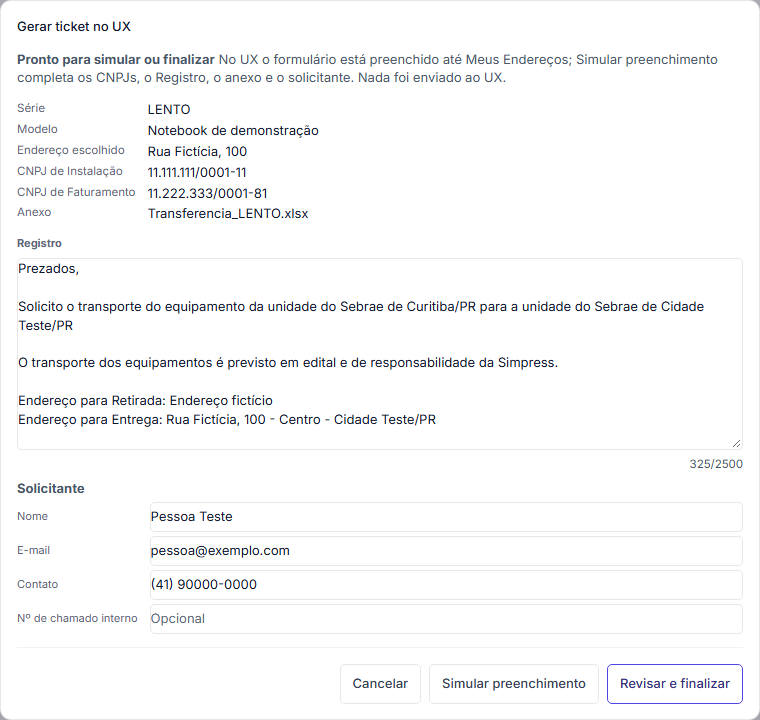 Gerar ticket no UX
Pronto para simular ou finalizar No UX o formulário está preenchido até Meus Endereços; Simular preenchimento
completa os CNPJs, o Registro, o anexo e o solicitante. Nada foi enviado ao UX.
Série LENTO
Modelo Notebook de demonstração
Endereço escolhido Rua Fictícia, 100
CNPJ de Instalação 11.111.111/0001-11
CNPJ de Faturamento 11.222.333/0001-81
Anexo Transferencia_LENTO.xlsx
Registro
Prezados,
Solicito o transporte do equipamento da unidade do Sebrae de Curitiba/PR para a unidade do Sebrae de Cidade
Teste/PR
O transporte dos equipamentos é previsto em edital e de responsabilidade da Simpress.
Endereço para Retirada: Endereço fictício
Endereço para Entrega: Rua Fictícia, 100 - Centro - Cidade Teste/PR
325/2500
Solicitante
Nome Pessoa Teste
E-mail pessoa@exemplo.com
Contato (41) 90000-0000
Nº de chamado interno Opcional
Cancelar Simular preenchimento Revisar e finalizar